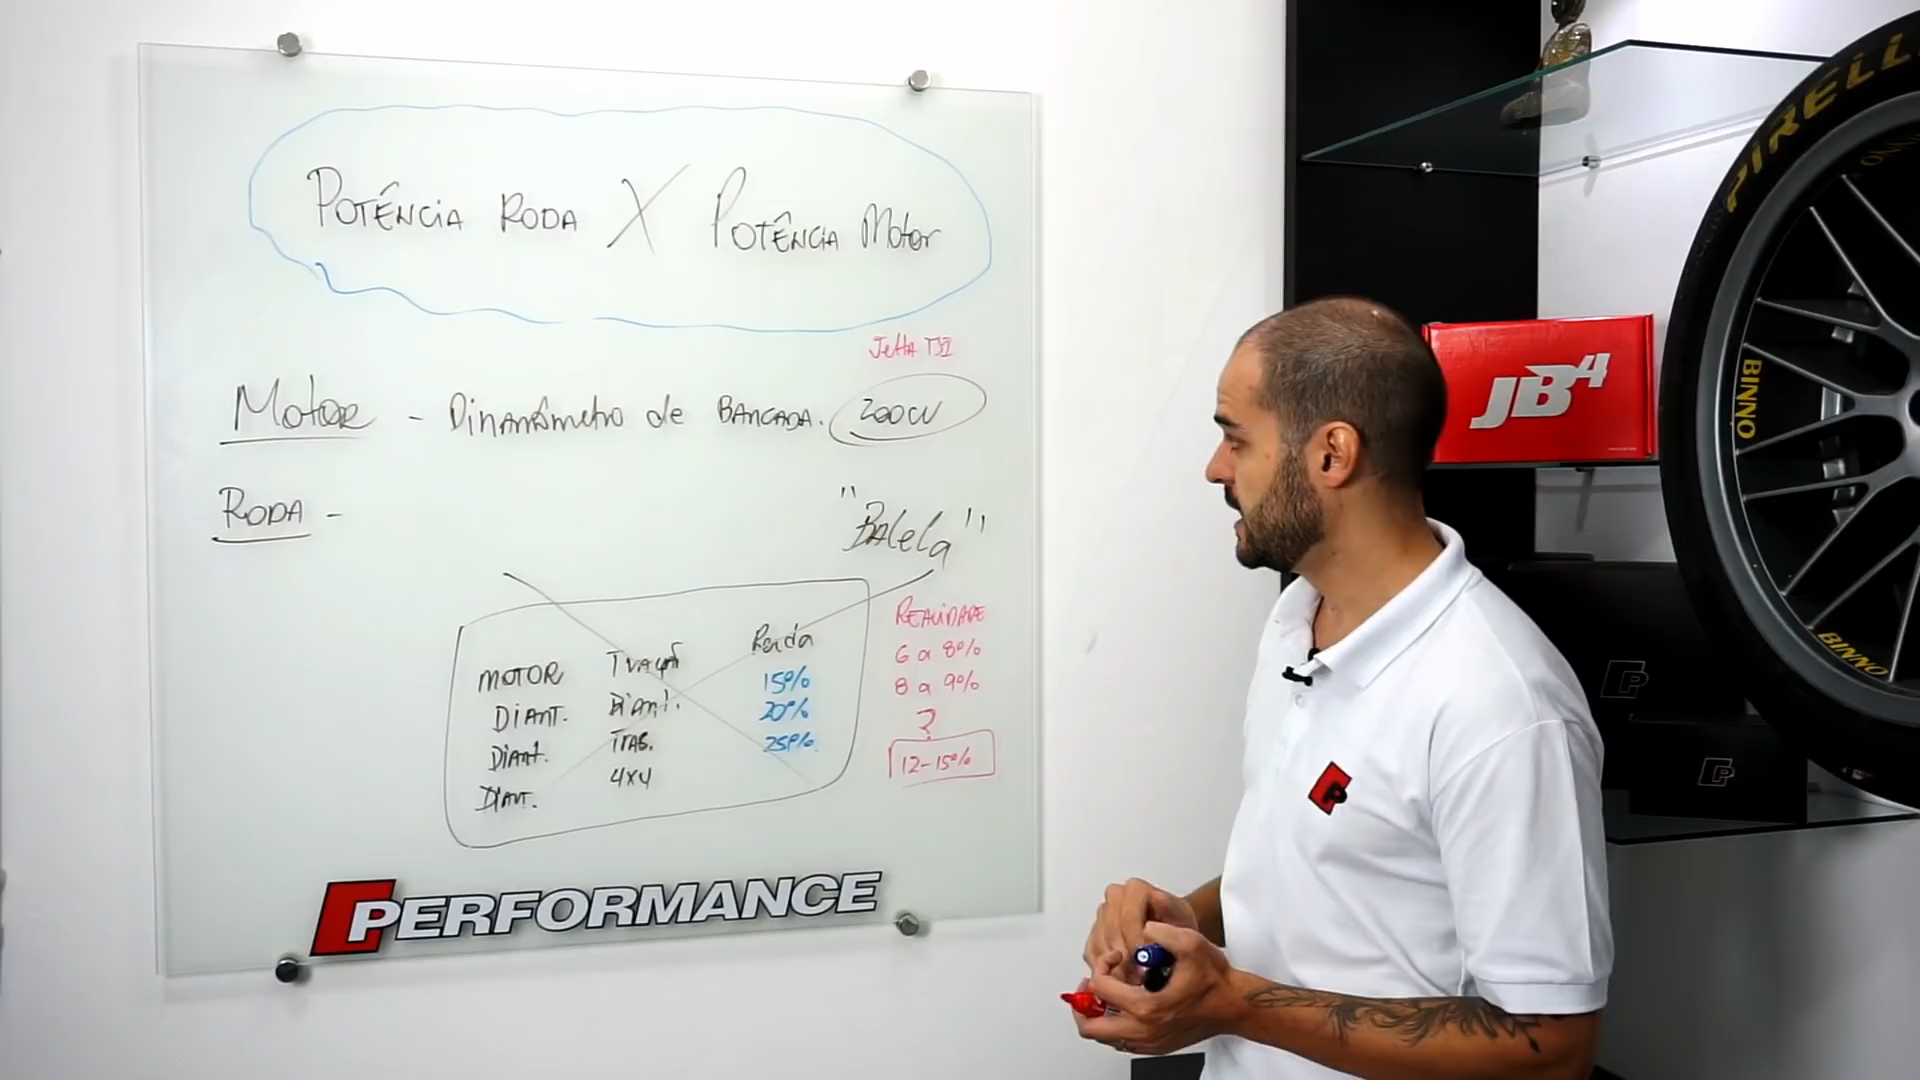 POTÊNCIA RODA X POTÊNCIA Motor
Jetta TSI
MOTOR - DINAMÔMETRO de BANCADA. 200CV
RODA -
"BALELA"
MOTOR TRAÇÃO Perda
DIANT. DIANT. 15%
DIANT. TRAS. 20%
DIANT. 4X4 25%
REALIDADE
6 a 8%
8 a 9%
?
12-15%
PERFORMANCE
JB4
PIRELLI
BINNO
BINNO
P
P
P